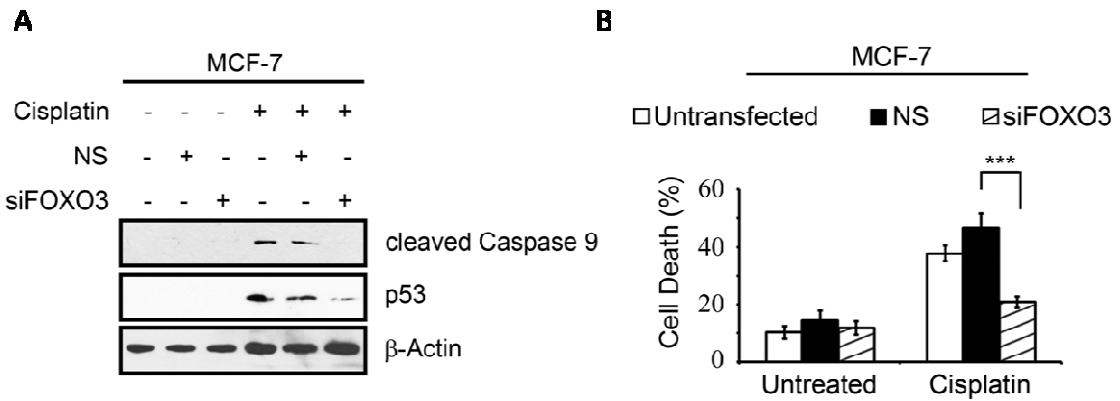 A
MCF-7
Cisplatin - - - + + +
NS - + - - + -
siFOXO3 - - + - - +
cleaved Caspase 9
p53
β-Actin
B
MCF-7
Untransfected NS siFOXO3
***
Cell Death (%)
60
40
20
0
Untreated Cisplatin